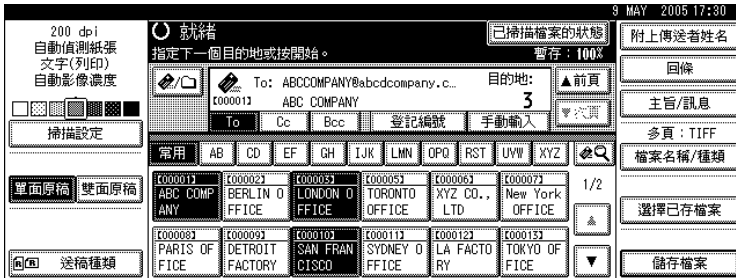 9 MAY 2005 17:30
200 dpi
自動偵測紙張
文字(列印)
自動影像濃度
掃描設定
單面原稿 雙面原稿
送稿種類
就緒
已掃描檔案的狀態
指定下一個目的地或按開始。
暫存:100%
To: ABCCOMPANY@abcdcompany.c...
目的地:
[00001] ABC COMPANY
3
▲前頁
▼次頁
To Cc Bcc 登記編號 手動輸入
常用 AB CD EF GH IJK LMN OPQ RST UVW XYZ
[00001] [00002] [00003] [00005] [00006] [00007]
ABC COMP BERLIN O LONDON O TORONTO XYZ CO., New York
ANY FFICE FFICE OFFICE LTD OFFICE
1/2
[00008] [00009] [00010] [00011] [00012] [00013]
PARIS OF DETROIT SAN FRAN SYDNEY O LA FACTO TOKYO OF
FICE FACTORY CISCO FFICE RY FICE
▲
▼
附上傳送者姓名
回條
主旨/訊息
多頁:TIFF
檔案名稱/種類
選擇已存檔案
儲存檔案